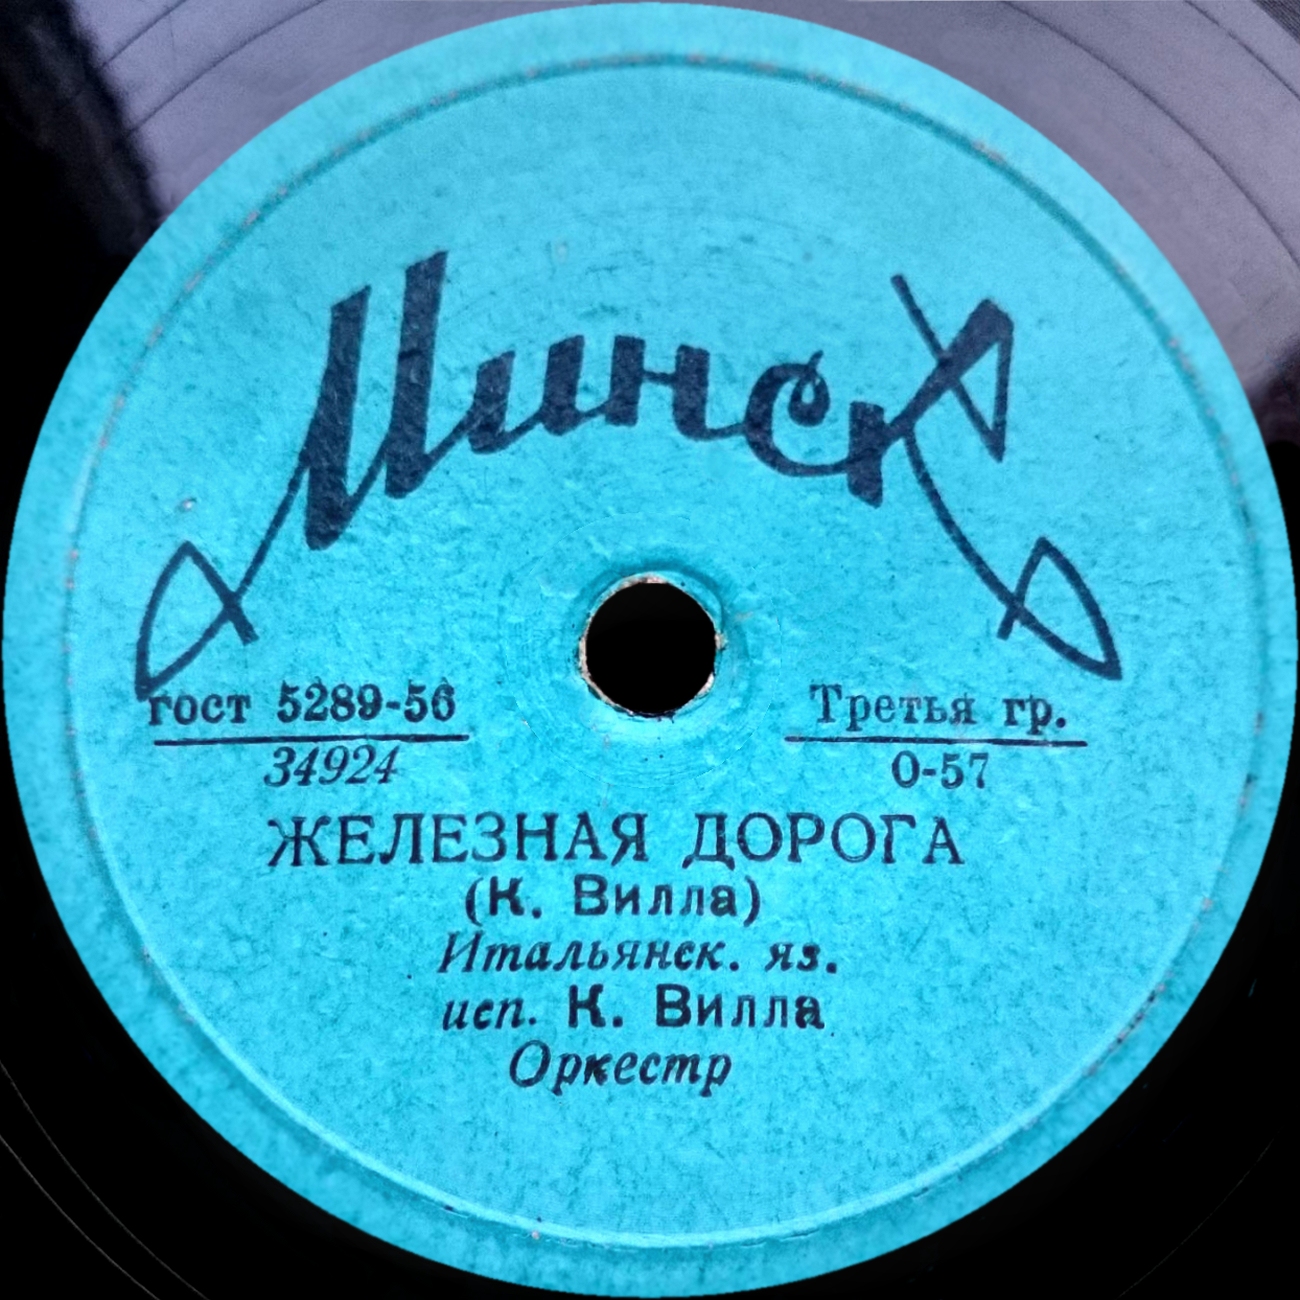 Минск
гост 5289-56
34924
Третья гр.
0-57
ЖЕЛЕЗНАЯ ДОРОГА
(К. Вилла)
Итальянск. яз.
исп. К. Вилла
Оркестр